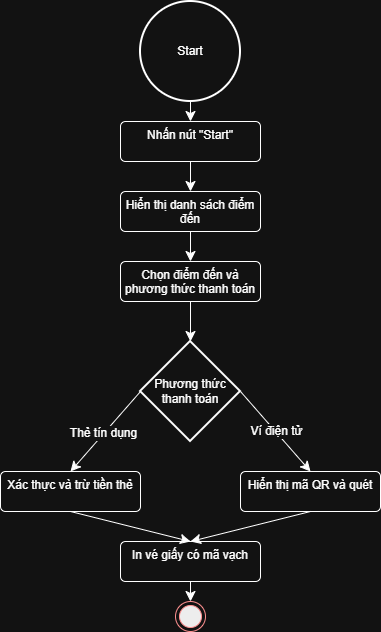 Start
Nhấn nút "Start"
Hiển thị danh sách điểm
đến
Chọn điểm đến và
phương thức thanh toán
Phương thức
thanh toán
Thẻ tín dụng
Ví điện tử
Xác thực và trừ tiền thẻ
Hiển thị mã QR và quét
In vé giấy có mã vạch